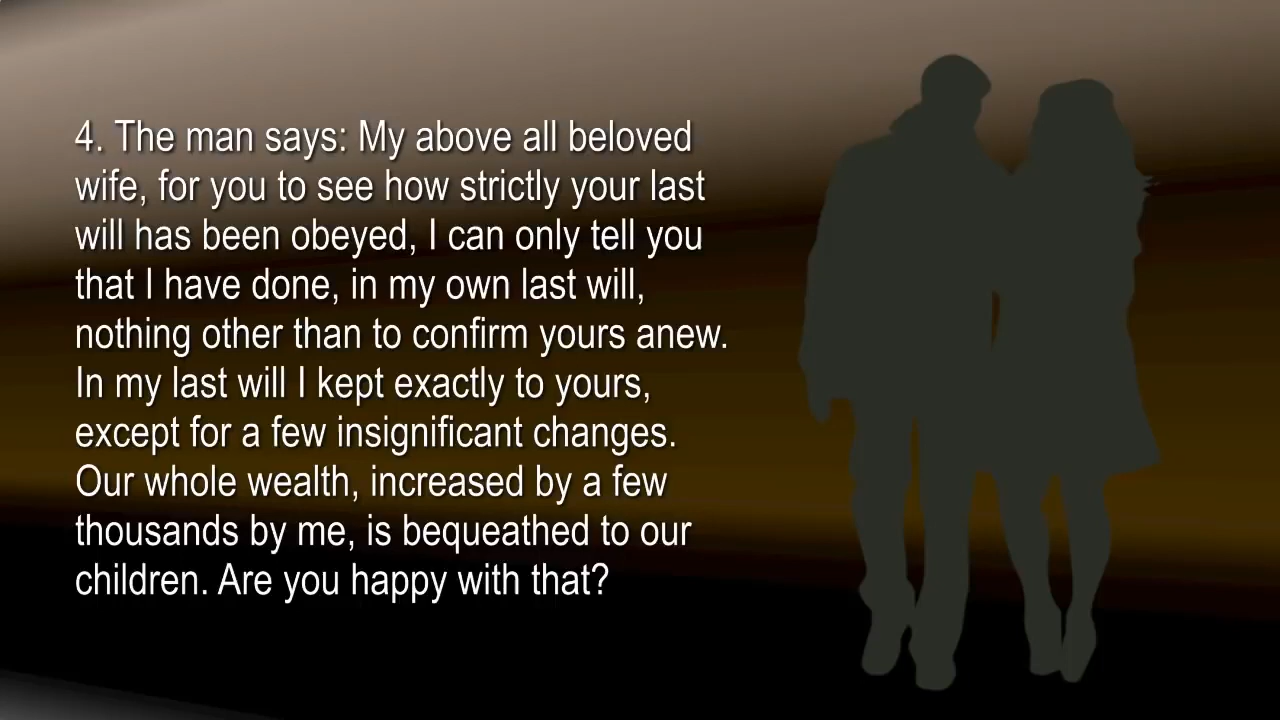 4. The man says: My above all beloved
wife, for you to see how strictly your last
will has been obeyed, I can only tell you
that I have done, in my own last will,
nothing other than to confirm yours anew.
In my last will I kept exactly to yours,
except for a few insignificant changes.
Our whole wealth, increased by a few
thousands by me, is bequeathed to our
children. Are you happy with that?